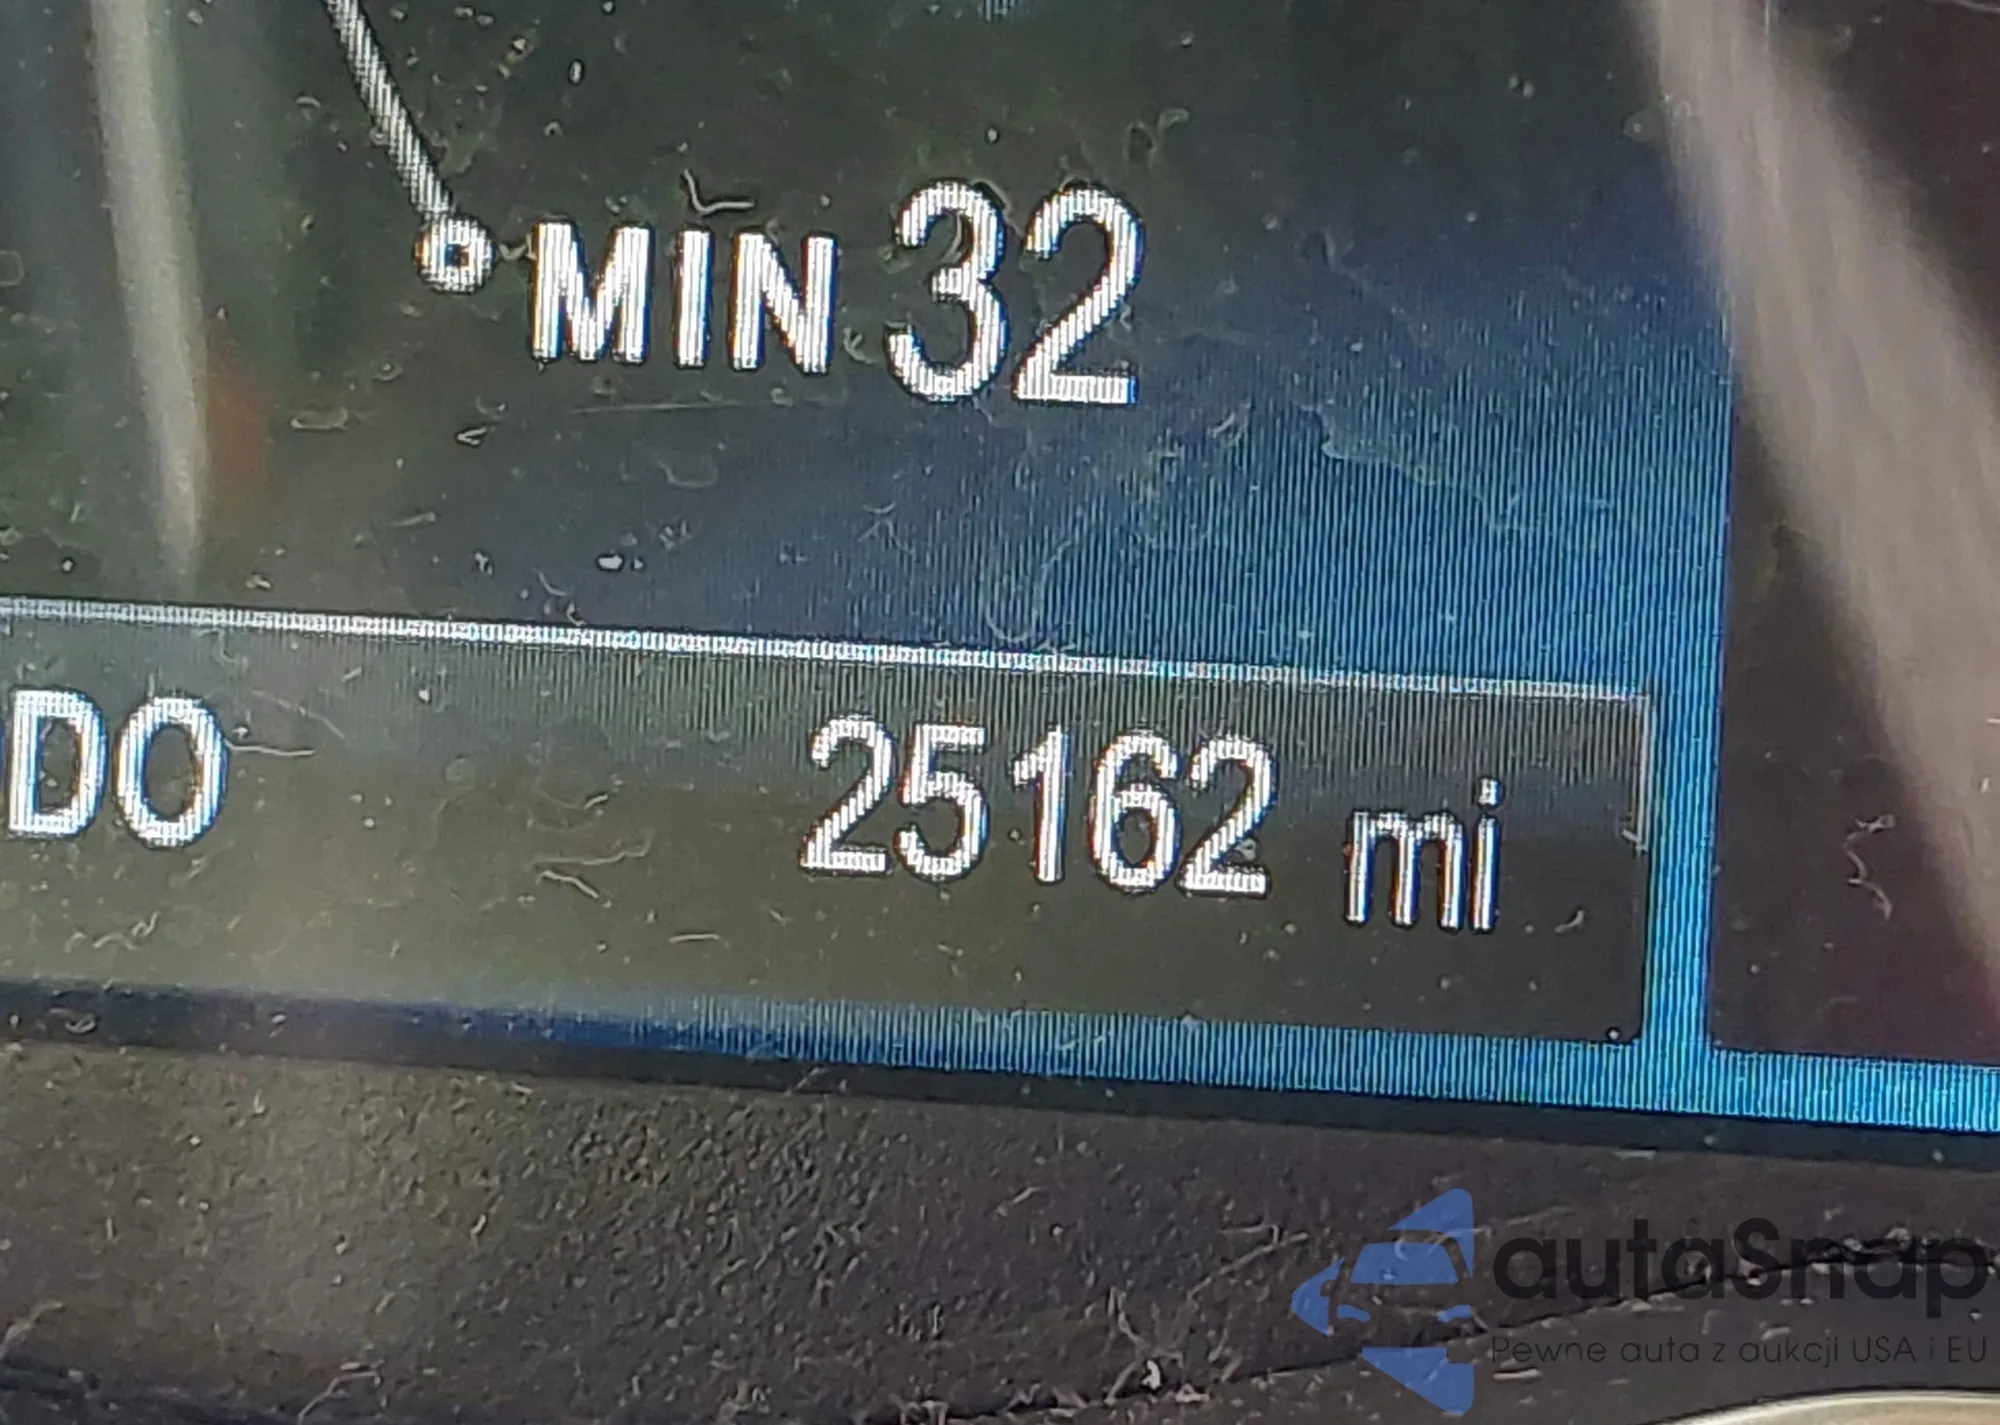 MIN 32
DO 25162 mi
autaSnap
Pewne auta z aukcji USA i EU